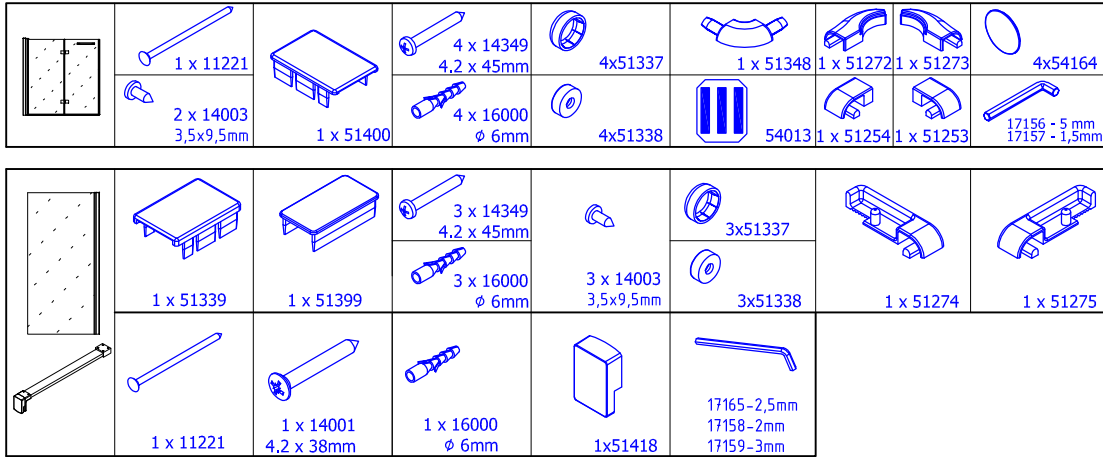 1 x 11221
2 x 14003
3,5x9,5mm
1 x 51400
4 x 14349
4.2 x 45mm
4 x 16000
ϕ 6mm
4x51337
4x51338
1 x 51348
54013
1 x 51272
1 x 51273
1 x 51254
1 x 51253
4x54164
17156 - 5 mm
17157 - 1,5mm
1 x 51339
1 x 51399
3 x 14349
4.2 x 45mm
3 x 16000
ϕ 6mm
3 x 14003
3,5x9,5mm
3x51337
3x51338
1 x 51274
1 x 51275
1 x 11221
1 x 14001
4.2 x 38mm
1 x 16000
ϕ 6mm
1x51418
17165-2,5mm
17158-2mm
17159-3mm